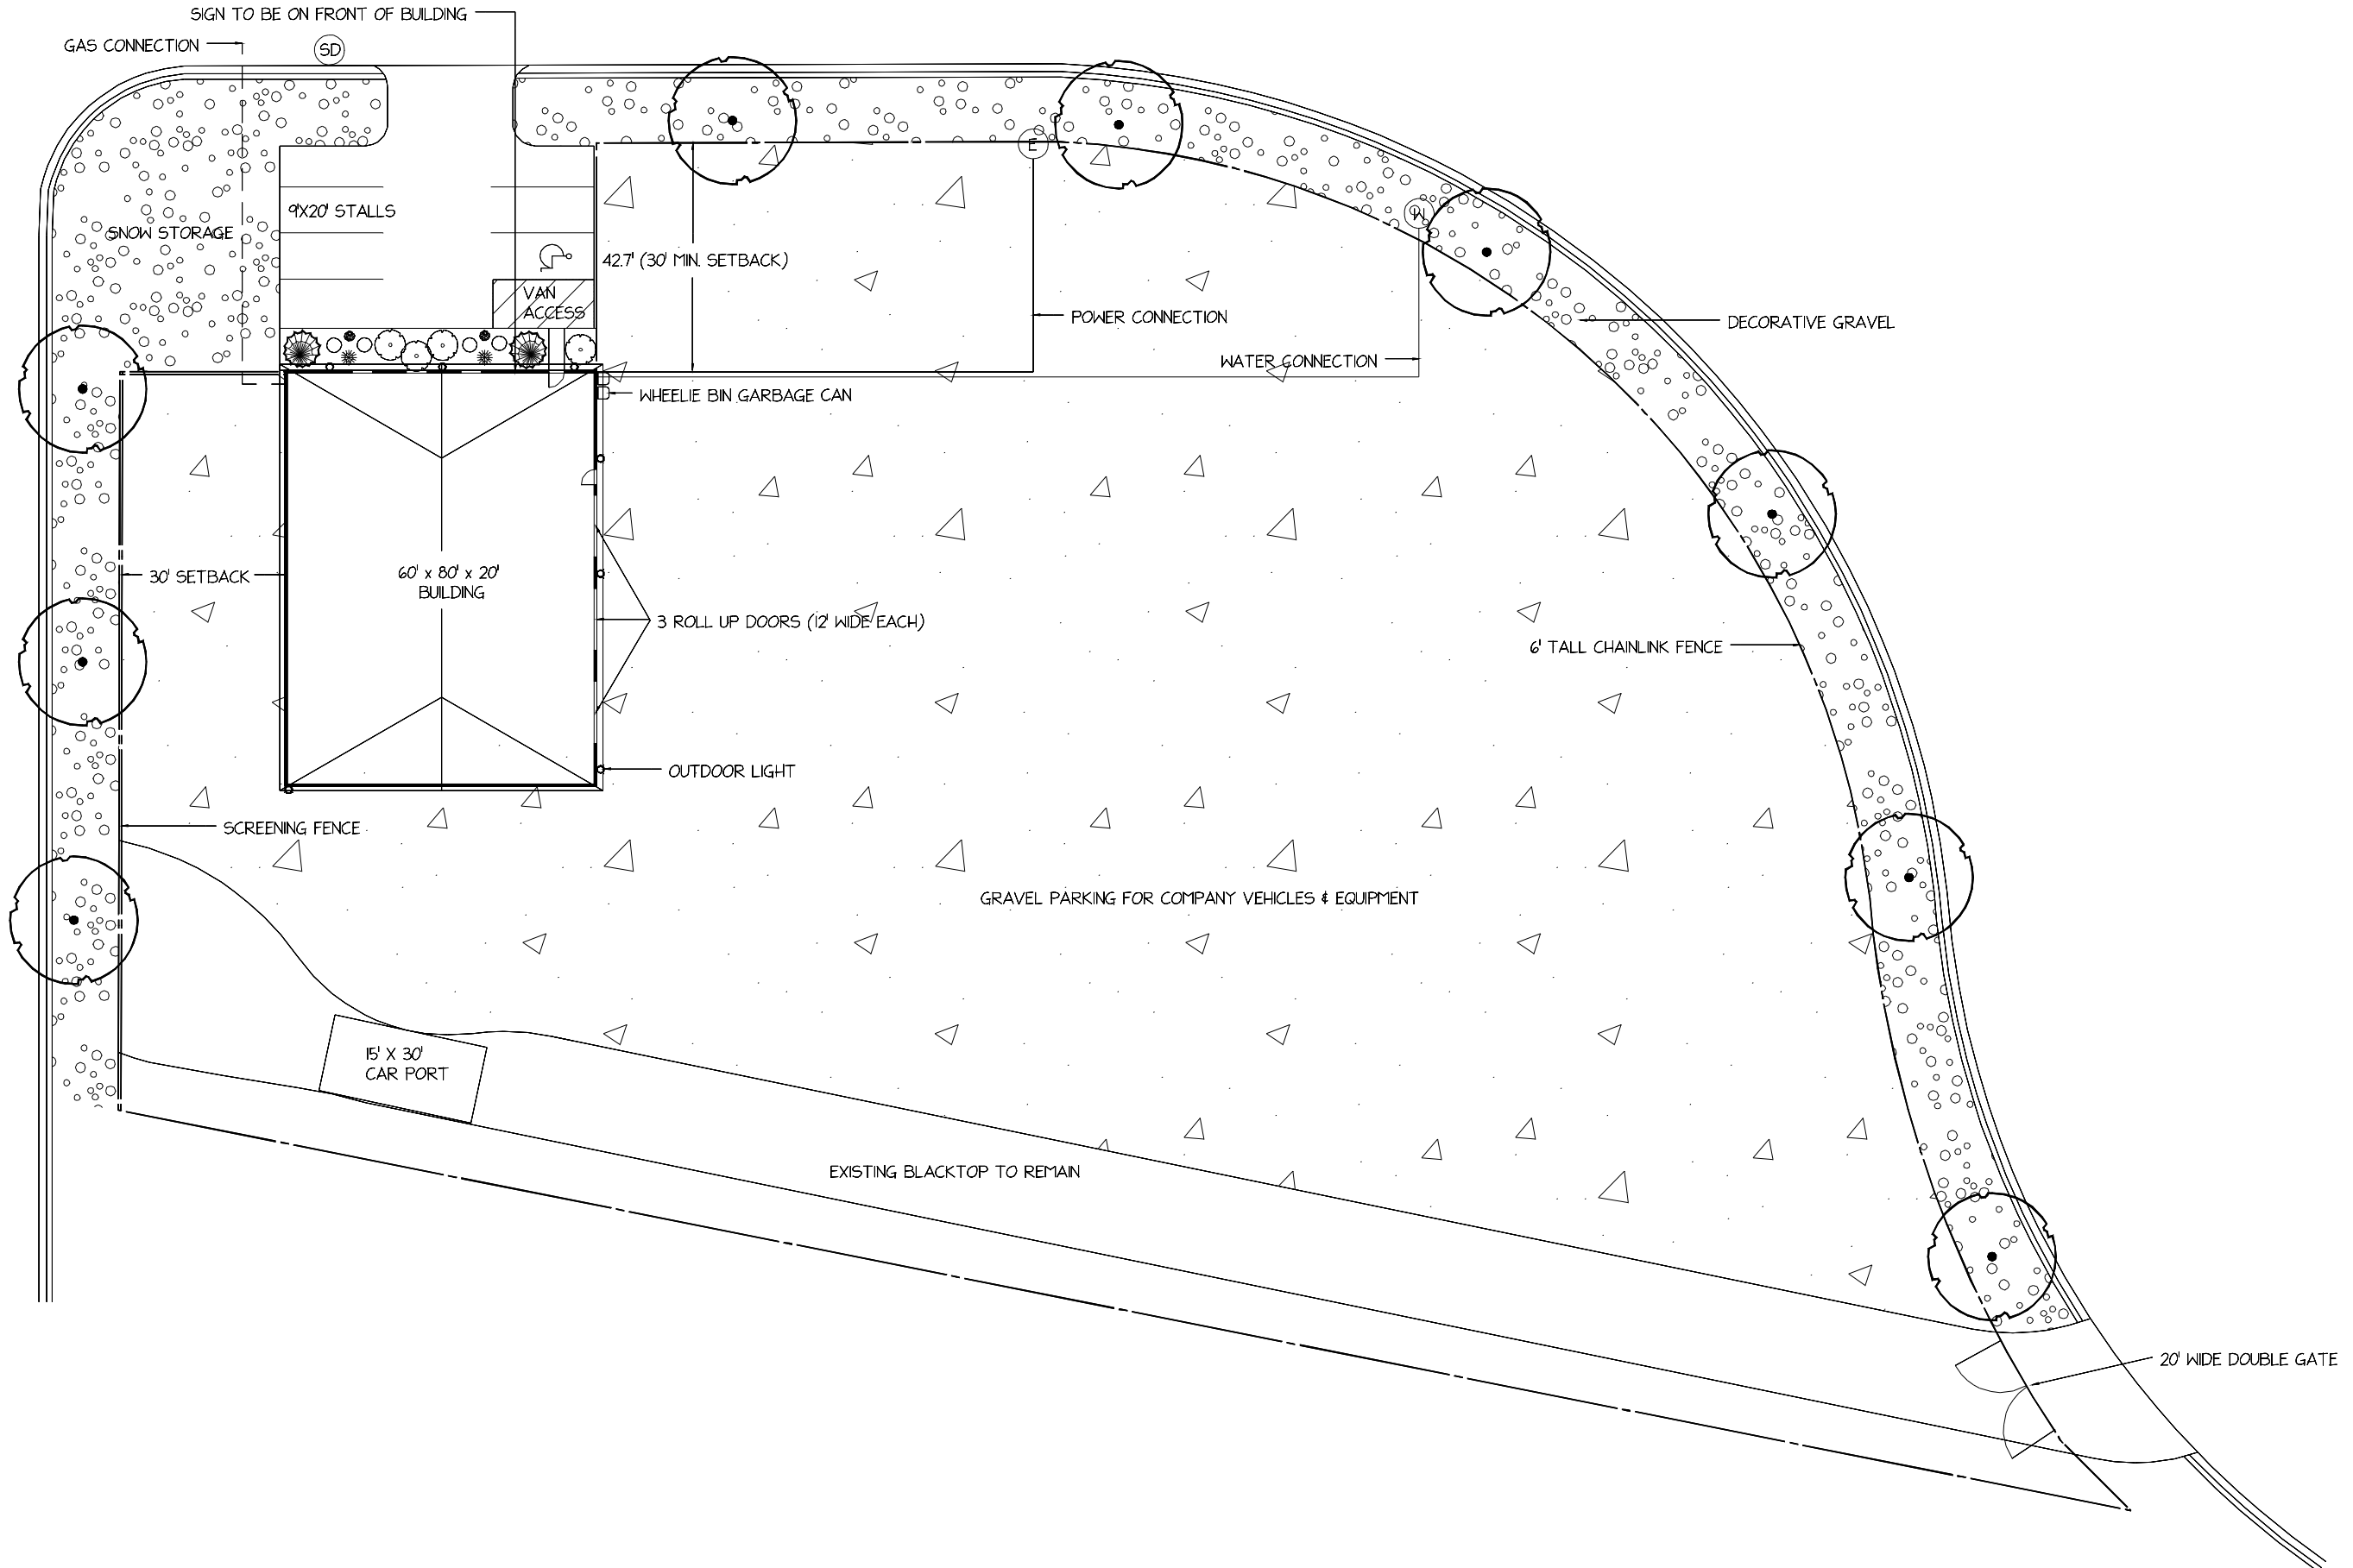 SIGN TO BE ON FRONT OF BUILDING
GAS CONNECTION
SD
E
9'X20' STALLS
W
SNOW STORAGE
42.7' (30' MIN. SETBACK)
VAN
ACCESS
POWER CONNECTION
DECORATIVE GRAVEL
WATER CONNECTION
WHEELIE BIN GARBAGE CAN
30' SETBACK
60' x 80' x 20'
BUILDING
3 ROLL UP DOORS (12' WIDE EACH)
6' TALL CHAINLINK FENCE
OUTDOOR LIGHT
SCREENING FENCE
GRAVEL PARKING FOR COMPANY VEHICLES & EQUIPMENT
15' X 30'
CAR PORT
EXISTING BLACKTOP TO REMAIN
20' WIDE DOUBLE GATE